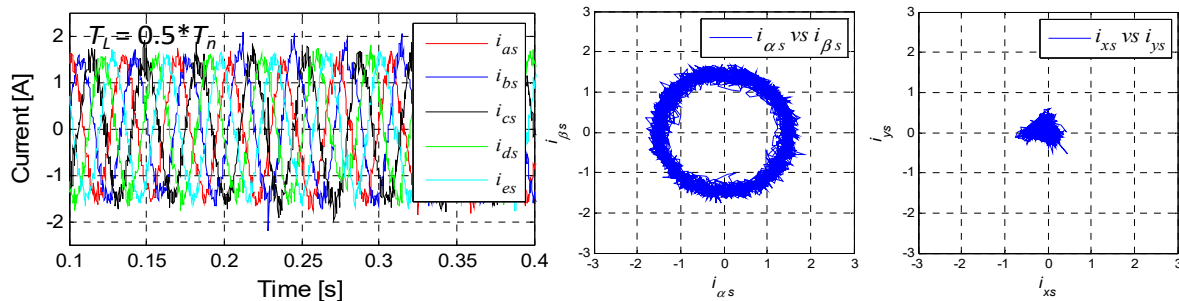 T_L = 0.5*T_n
Current [A]
2
1
0
-1
-2
0.1 0.15 0.2 0.25 0.3 0.35 0.4
Time [s]
i_as
i_bs
i_cs
i_ds
i_es
i_αs vs i_βs
i_βs
3
2
1
0
-1
-2
-3
-3 -2 -1 0 1 2 3
i_αs
i_xs vs i_ys
i_ys
3
2
1
0
-1
-2
-3
-3 -2 -1 0 1 2 3
i_xs